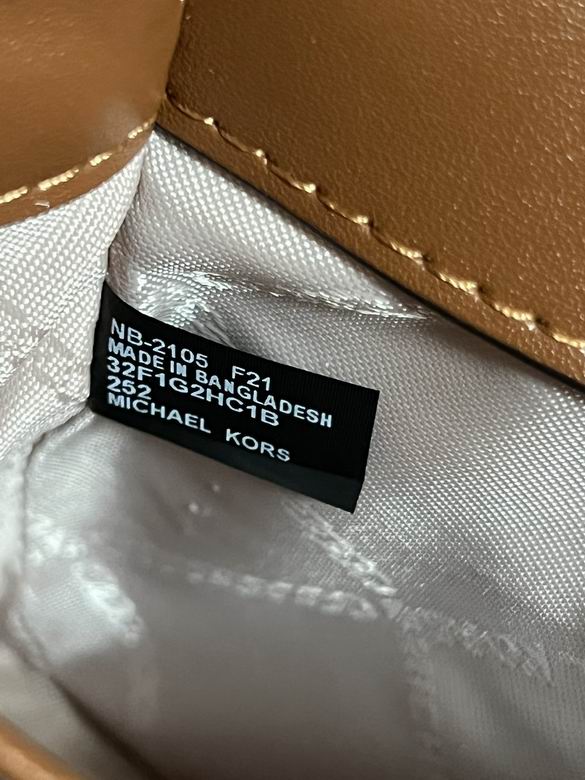 NB-2105 F21
MADE IN BANGLADESH
32F1G2HC1B
252
MICHAEL KORS